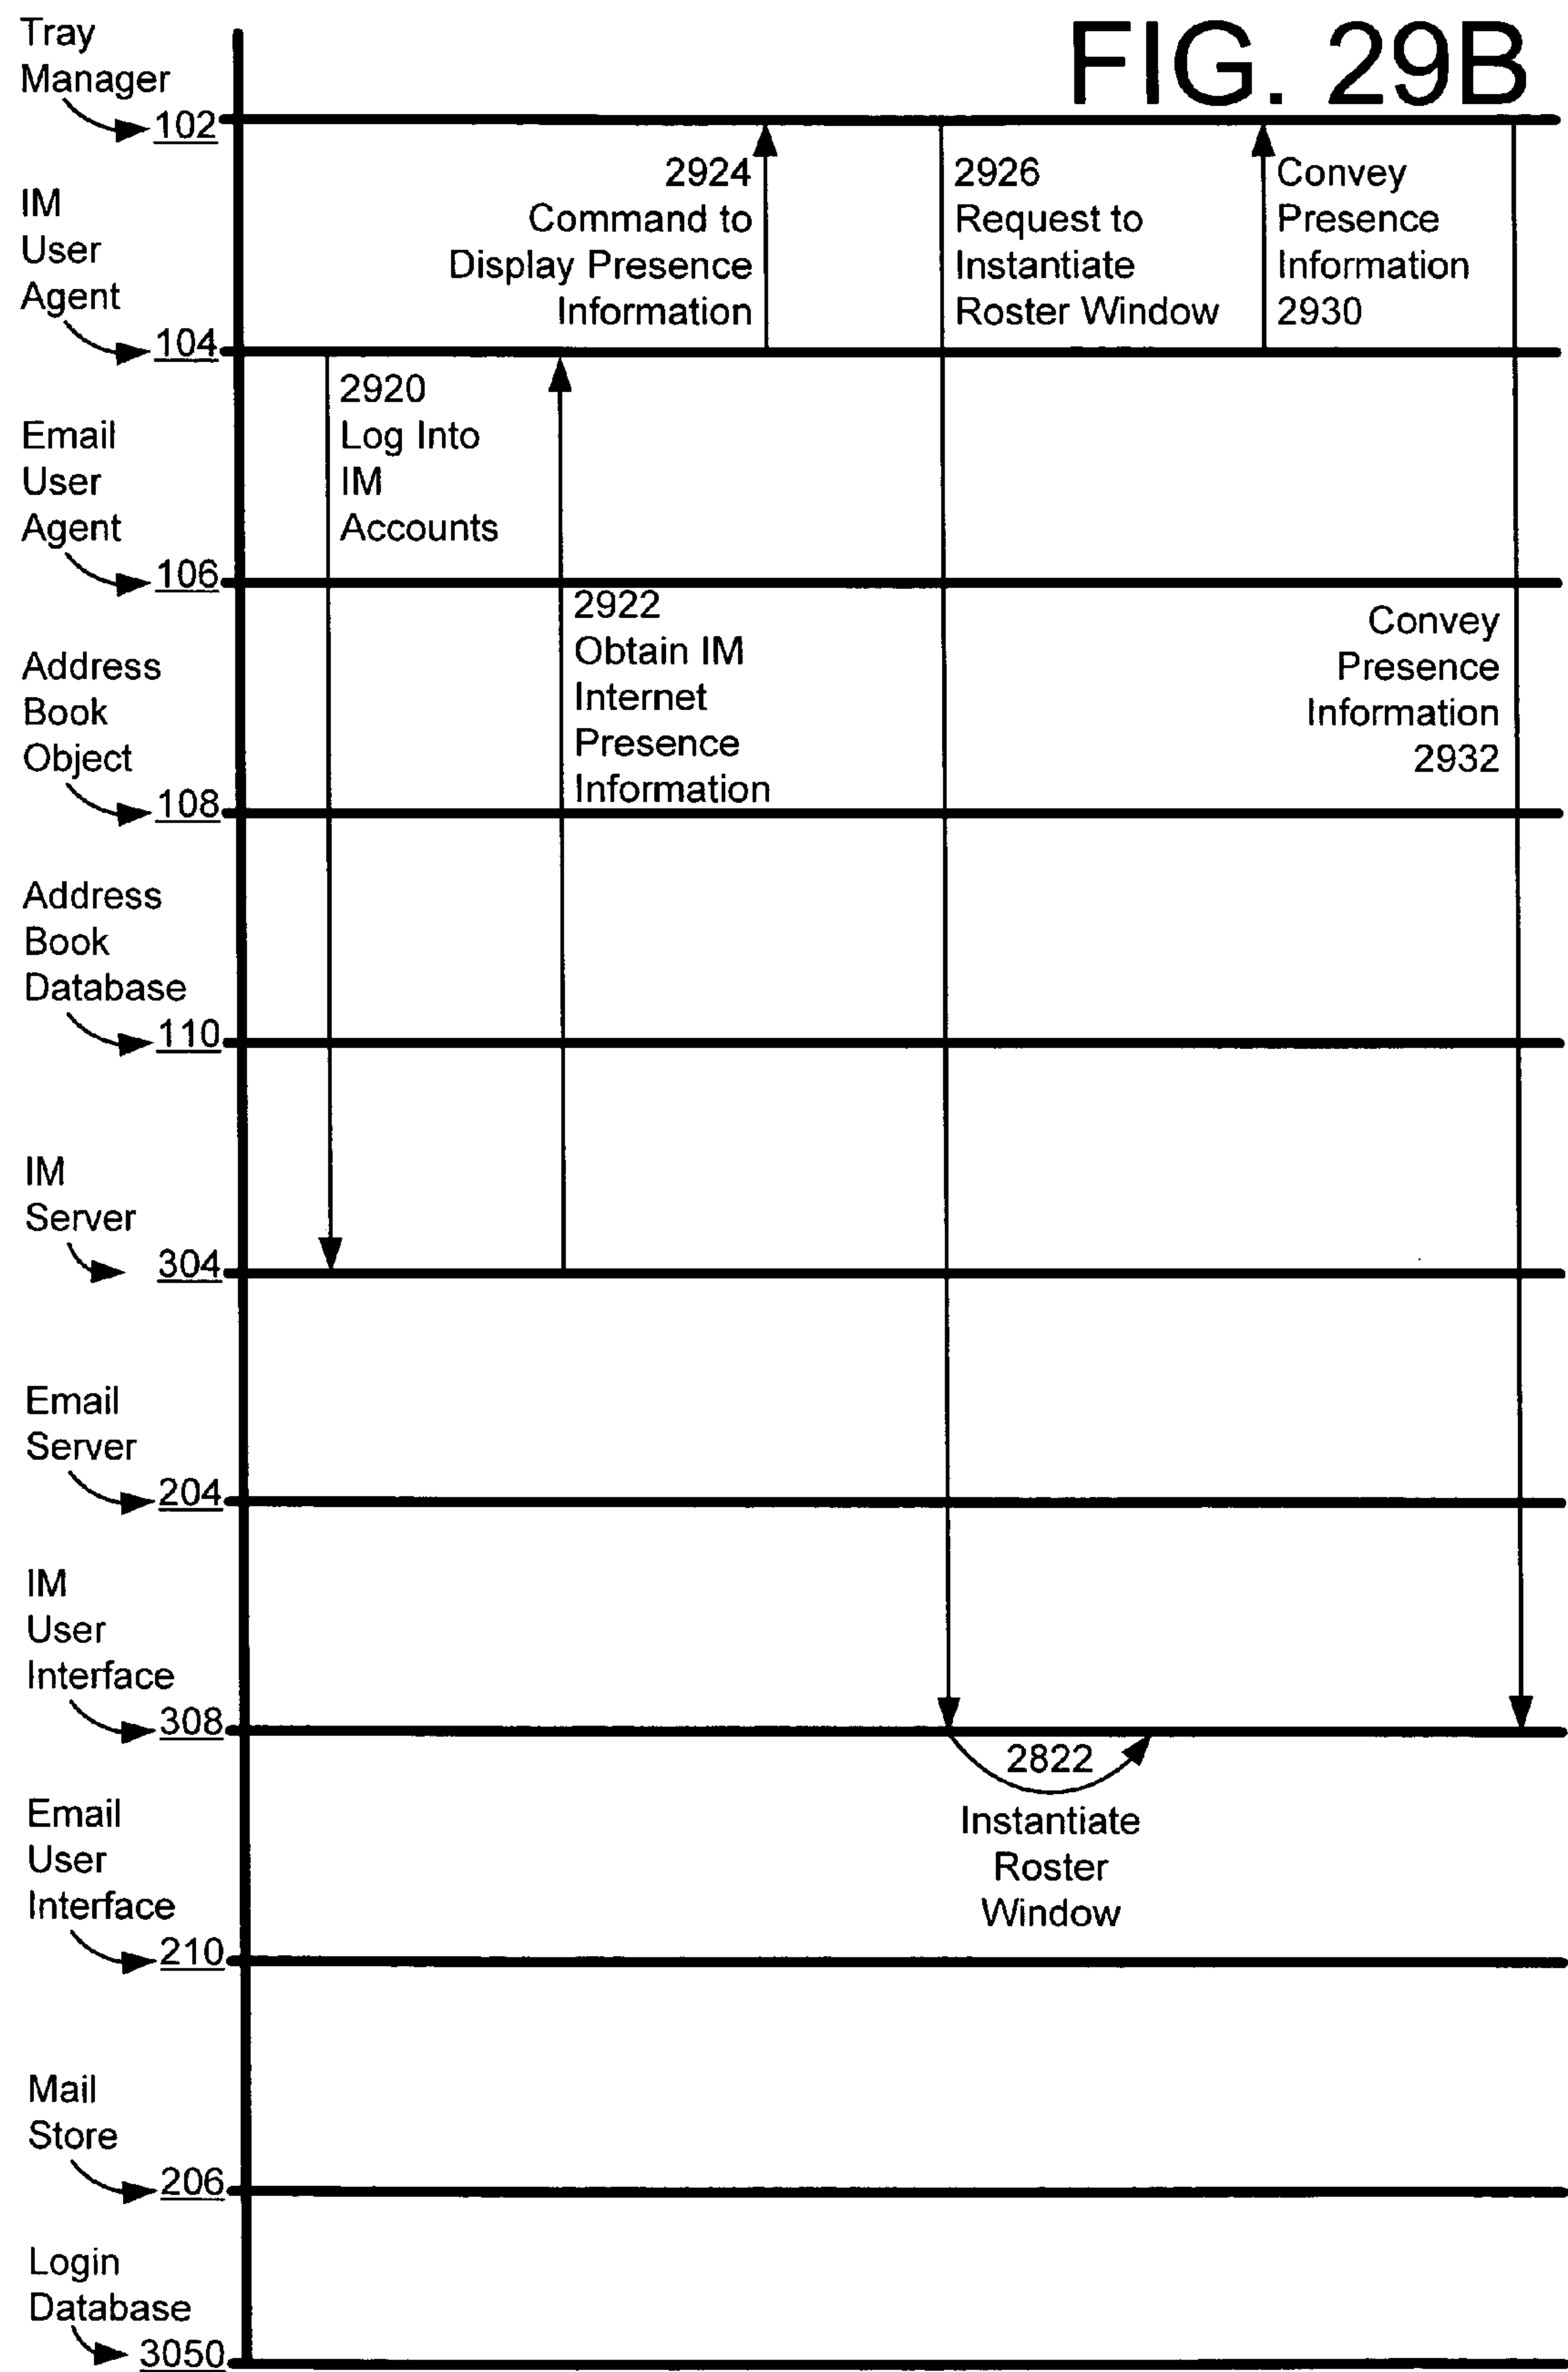 FIG. 29B
Tray
Manager
102
2924
Command to
Display Presence
Information
2926
Request to
Instantiate
Roster Window
Convey
Presence
Information
2930
IM
User
Agent
104
2920
Log Into
IM
Accounts
Email
User
Agent
106
2922
Obtain IM
Internet
Presence
Information
Convey
Presence
Information
2932
Address
Book
Object
108
Address
Book
Database
110
IM
Server
304
Email
Server
204
IM
User
Interface
308
2822
Instantiate
Roster
Window
Email
User
Interface
210
Mail
Store
206
Login
Database
3050